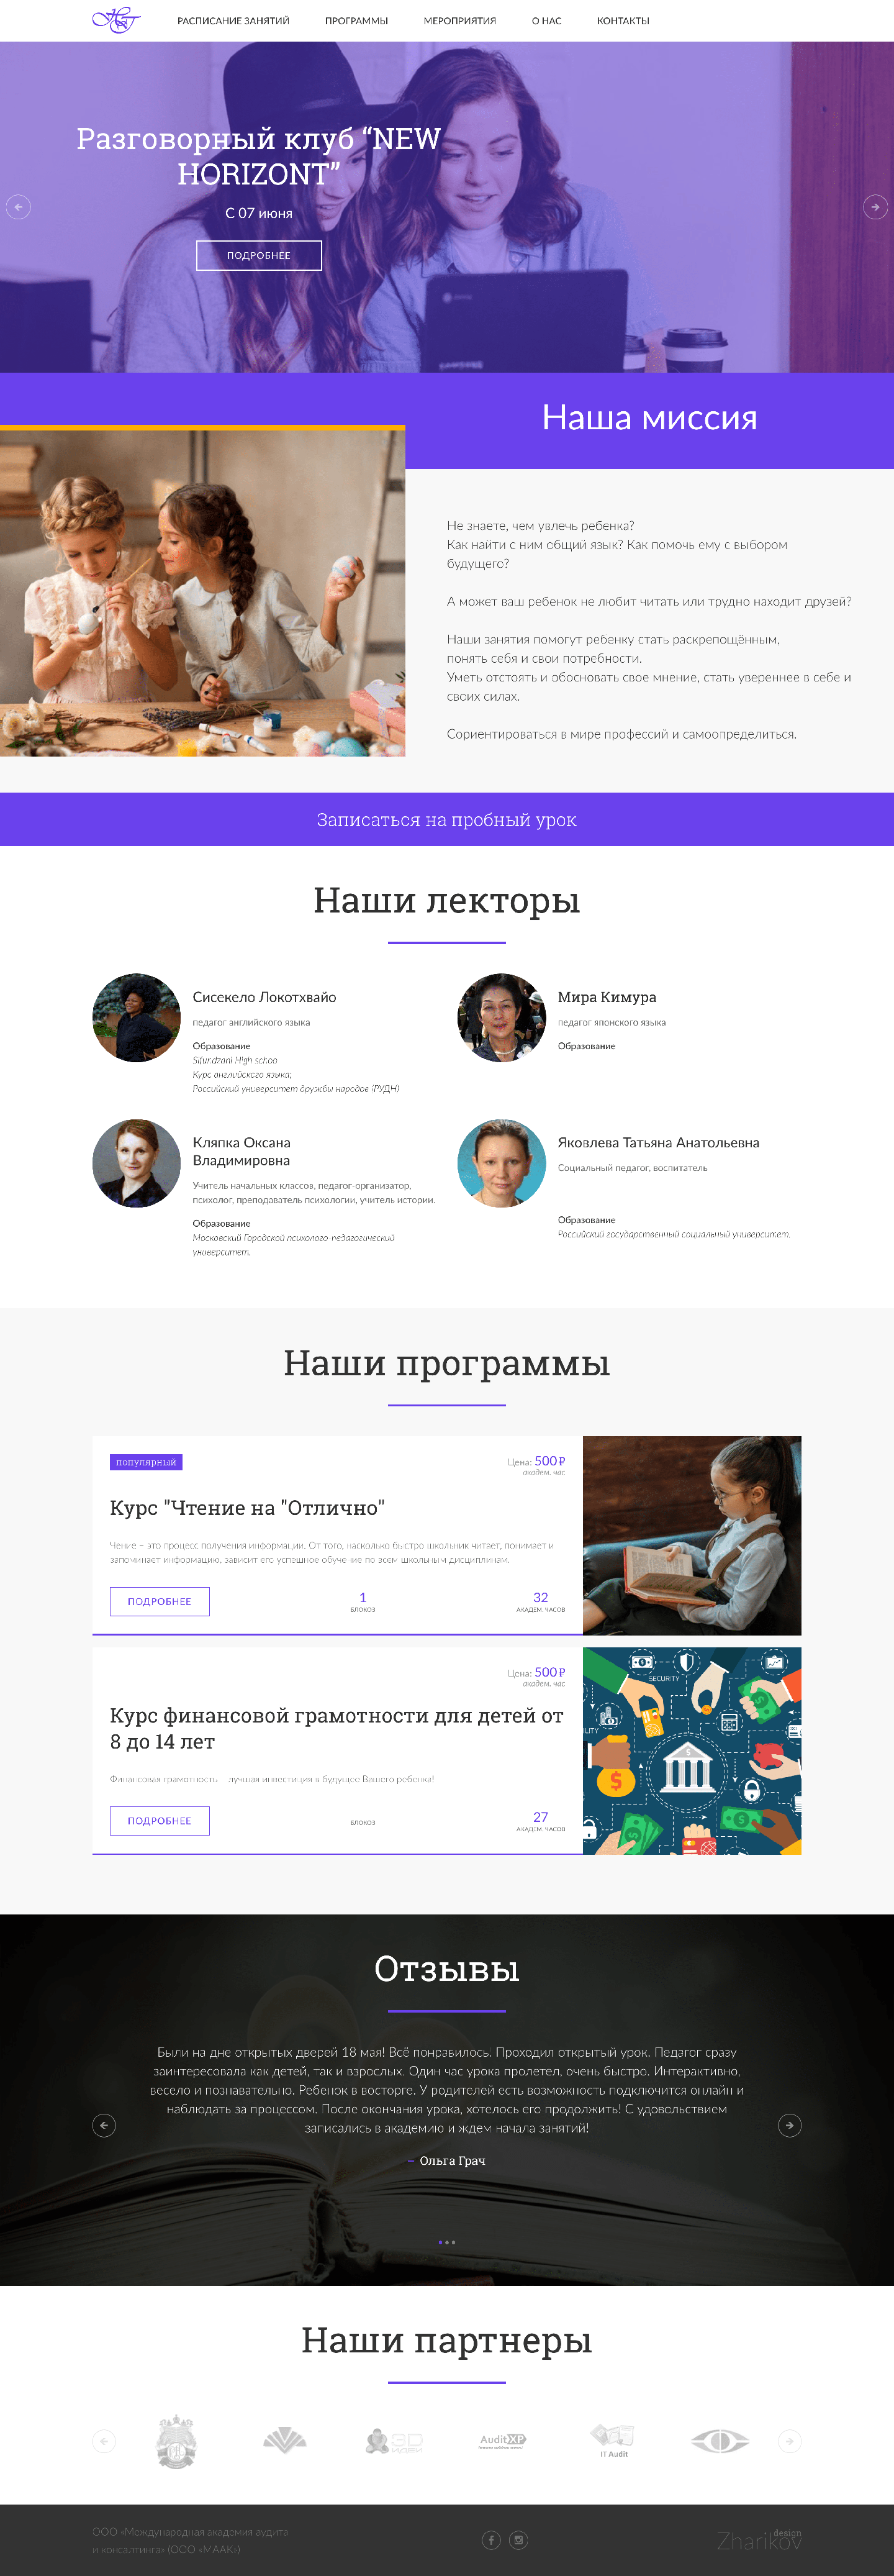 РАСПИСАНИЕ ЗАНЯТИЙ ПРОГРАММЫ МЕРОПРИЯТИЯ О НАС КОНТАКТЫ
Разговорный клуб “NEW
HORIZONT”
С 07 июня
ПОДРОБНЕЕ
SAMSUNG
Наша миссия
Не знаете, чем увлечь ребенка?
Как найти с ним общий язык? Как помочь ему с выбором
будущего?
А может ваш ребенок не любит читать или трудно находит друзей?
Наши занятия помогут ребенку стать раскрепощённым,
понять себя и свои потребности.
Уметь отстоять и обосновать свое мнение, стать увереннее в себе и
своих силах.
Сориентироваться в мире профессий и самоопределиться.
Записаться на пробный урок
Наши лекторы
Сисекело Локотхвайо
педагог английского языка
Образование
Sifundzani High schoo
Курс английского языка;
Российский университет дружбы народов (РУДН)
Мира Кимура
педагог японского языка
Образование
Кляпка Оксана
Владимировна
Учитель начальных классов, педагог-организатор,
психолог, преподаватель психологии, учитель истории.
Образование
Московский Городской психолого-педагогический
университет.
Яковлева Татьяна Анатольевна
Социальный педагог, воспитатель
Образование
Российский государственный социальный университет.
Наши программы
популярный
Цена: 500 ₽
академ. час
Курс "Чтение на "Отлично"
Чение – это процесс получения информации. От того, насколько быстро школьник читает, понимает и
запоминает информацию, зависит его успешное обучение по всем школьным дисциплинам.
ПОДРОБНЕЕ
1
БЛОКОВ
32
АКАДЕМ. ЧАСОВ
Цена: 500 ₽
академ. час
Курс финансовой грамотности для детей от
8 до 14 лет
Финансовая грамотность – лучшая инвестиция в будущее Вашего ребенка!
ПОДРОБНЕЕ
БЛОКОВ
27
АКАДЕМ. ЧАСОВ
SECURITY
Отзывы
Были на дне открытых дверей 18 мая! Всё понравилось. Проходил открытый урок. Педагог сразу
заинтересовала как детей, так и взрослых. Один час урока пролетел, очень быстро. Интерактивно,
весело и познавательно. Ребенок в восторге. У родителей есть возможность подключится онлайн и
наблюдать за процессом. После окончания урока, хотелось его продолжить! С удовольствием
записались в академию и ждем начала занятий!
– Ольга Грач
Наши партнеры
3D
ИДЕИ
AuditXP
IT Audit
ООО «Международная академия аудита
и консалтинга» (ООО «МААК»)
design
Zharikov